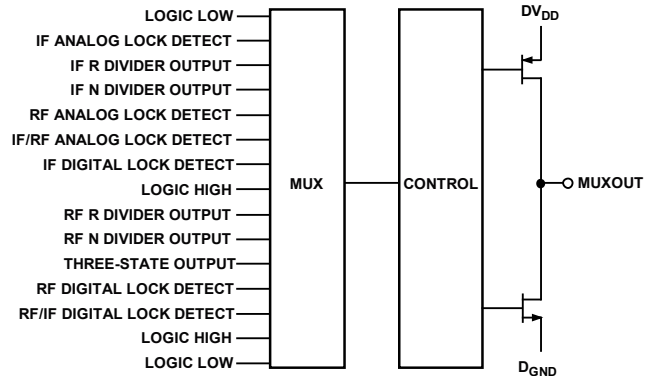 LOGIC LOW
IF ANALOG LOCK DETECT
IF R DIVIDER OUTPUT
IF N DIVIDER OUTPUT
RF ANALOG LOCK DETECT
IF/RF ANALOG LOCK DETECT
IF DIGITAL LOCK DETECT
LOGIC HIGH
RF R DIVIDER OUTPUT
RF N DIVIDER OUTPUT
THREE-STATE OUTPUT
RF DIGITAL LOCK DETECT
RF/IF DIGITAL LOCK DETECT
LOGIC HIGH
LOGIC LOW
MUX
CONTROL
DVDD
MUXOUT
DGND